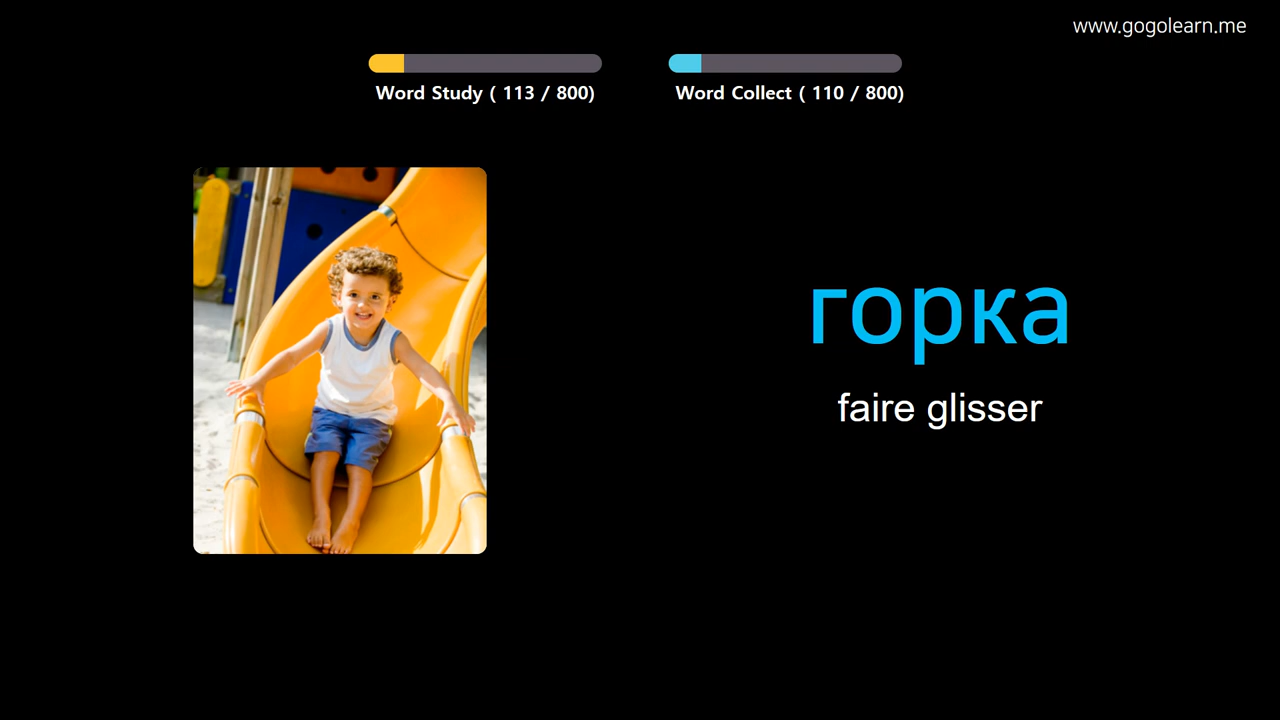 www.gogolearn.me
Word Study ( 113 / 800)
Word Collect ( 110 / 800)
горка
faire glisser